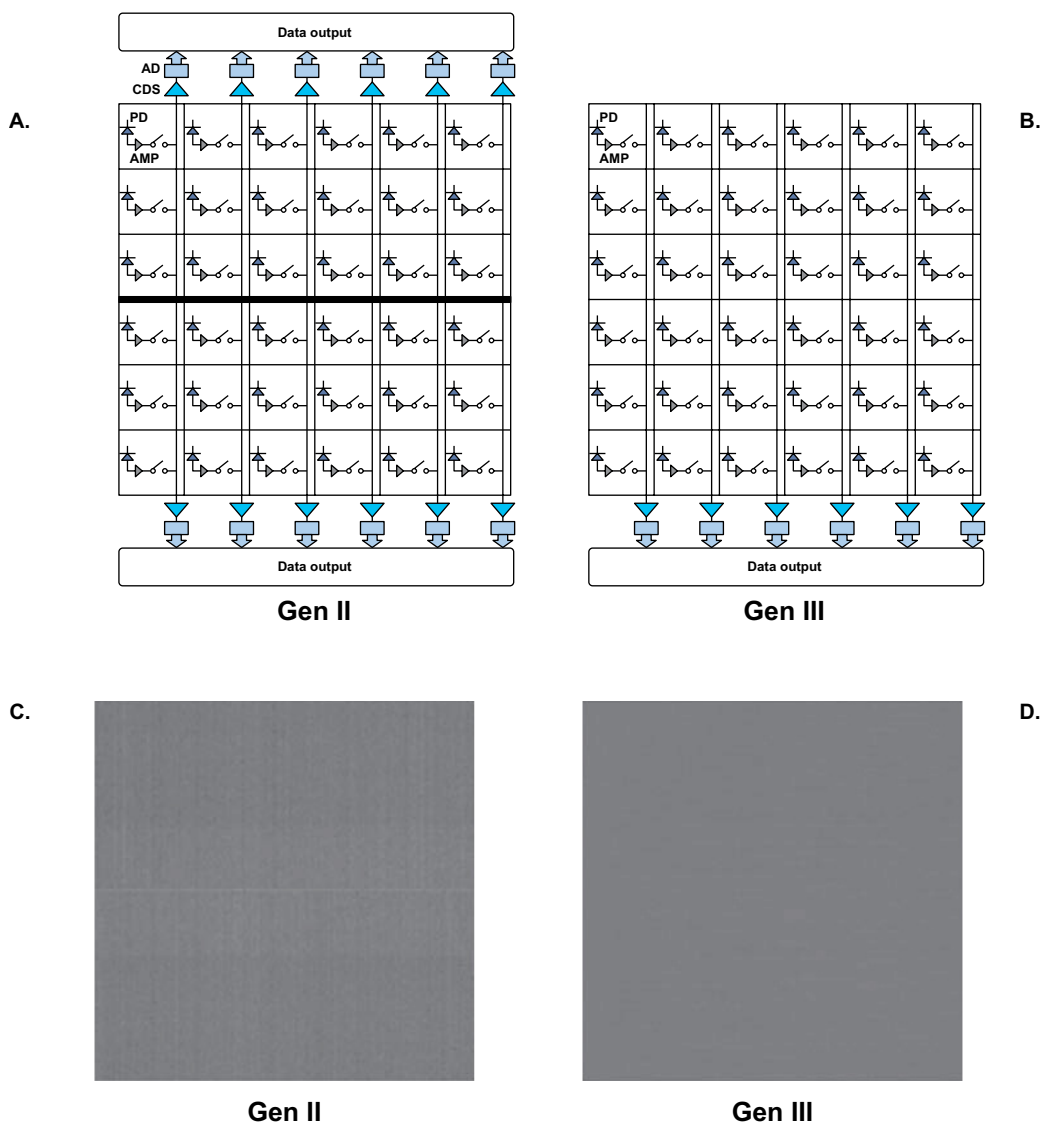 Data output
AD
CDS
A.
PD
AMP
Data output
Gen II
B.
PD
AMP
Data output
Gen III
C.
Gen II
D.
Gen III